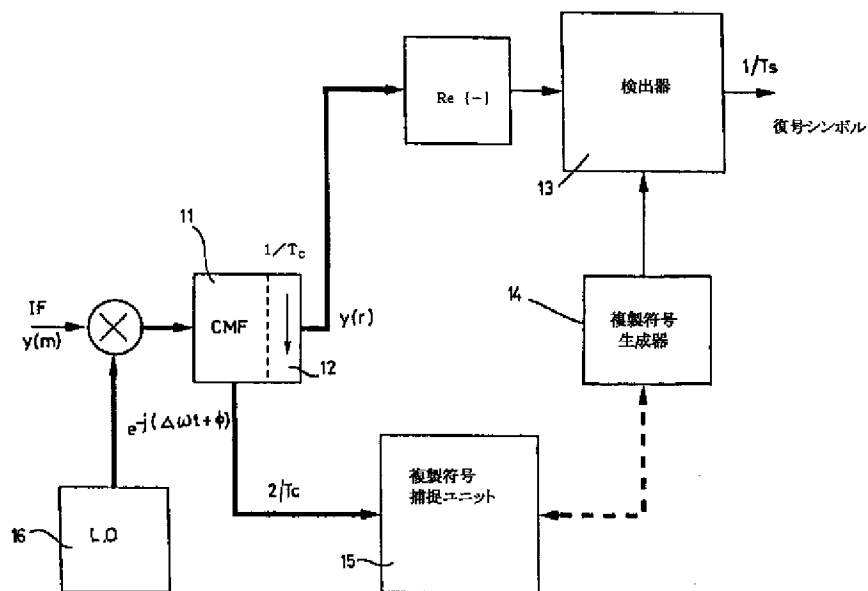 Re {-}
検出器
13
1/Ts
復号シンボル
11
1/Tc
IF
y(m)
CMF
12
y(r)
14
複製符号
生成器
e-j(Δωt+ϕ)
2/Tc
複製符号
捕捉ユニット
15
16
L.O